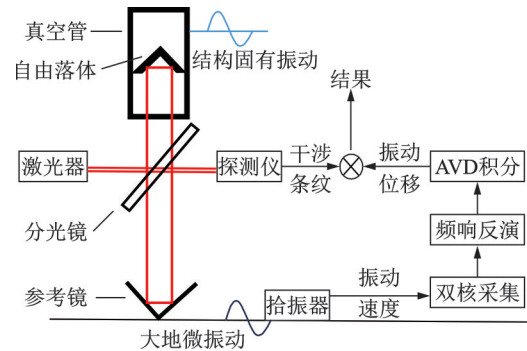 真空管
自由落体
结构固有振动
结果
激光器
探测仪
干涉
条纹
振动
位移
AVD积分
分光镜
频响反演
参考镜
拾振器
振动
速度
双核采集
大地微振动